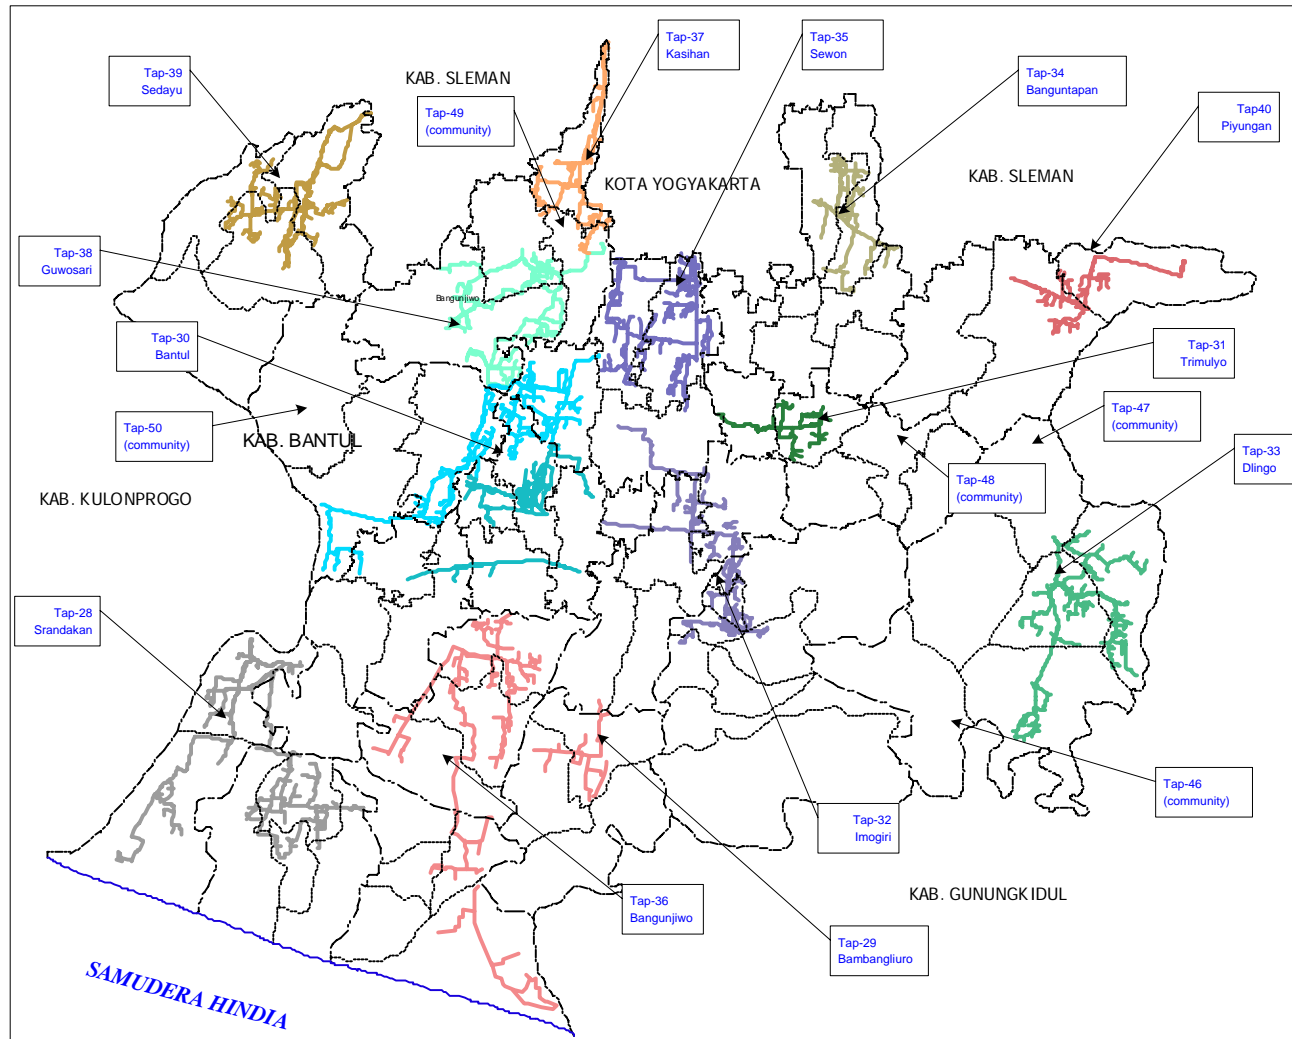 Tap-37
Kasihan
Tap-35
Sewon
Tap-39
Sedayu
KAB. SLEMAN
Tap-34
Banguntapan
Tap-49
(community)
Tap40
Piyungan
KOTA YOGYAKARTA
KAB. SLEMAN
Tap-38
Guwosari
Bangunjiwo
Tap-30
Bantul
Tap-31
Trimulyo
Tap-50
(community)
KAB. BANTUL
Tap-47
(community)
Tap-33
Dlingo
Tap-48
(community)
KAB. KULONPROGO
Tap-28
Srandakan
Tap-46
(community)
Tap-32
Imogiri
Tap-36
Bangunjiwo
KAB. GUNUNGKIDUL
Tap-29
Bambangliuro
SAMUDERA HINDIA